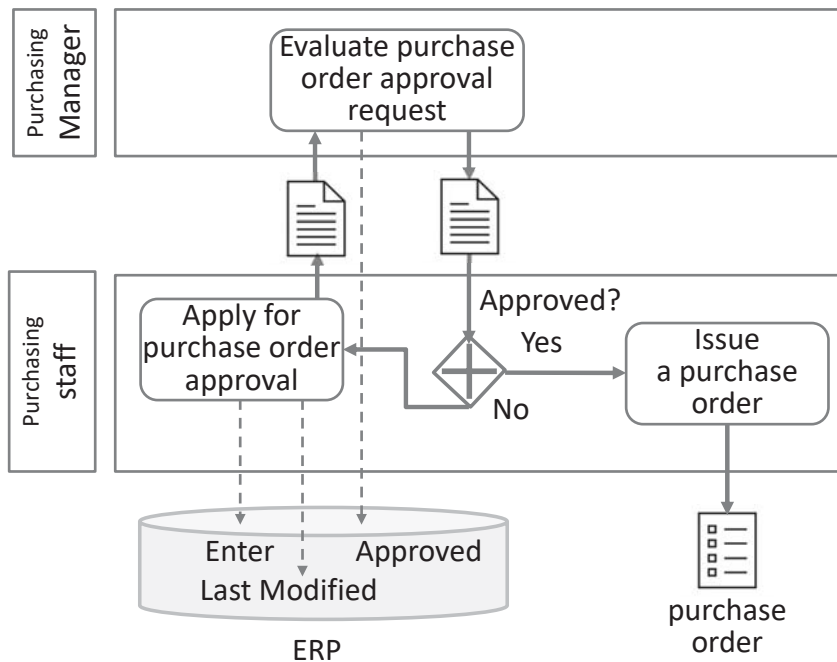 Purchasing
Manager
Evaluate purchase
order approval
request
Purchasing
staff
Apply for
purchase order
approval
Approved?
Yes
No
Issue
a purchase
order
Enter
Approved
Last Modified
ERP
purchase
order